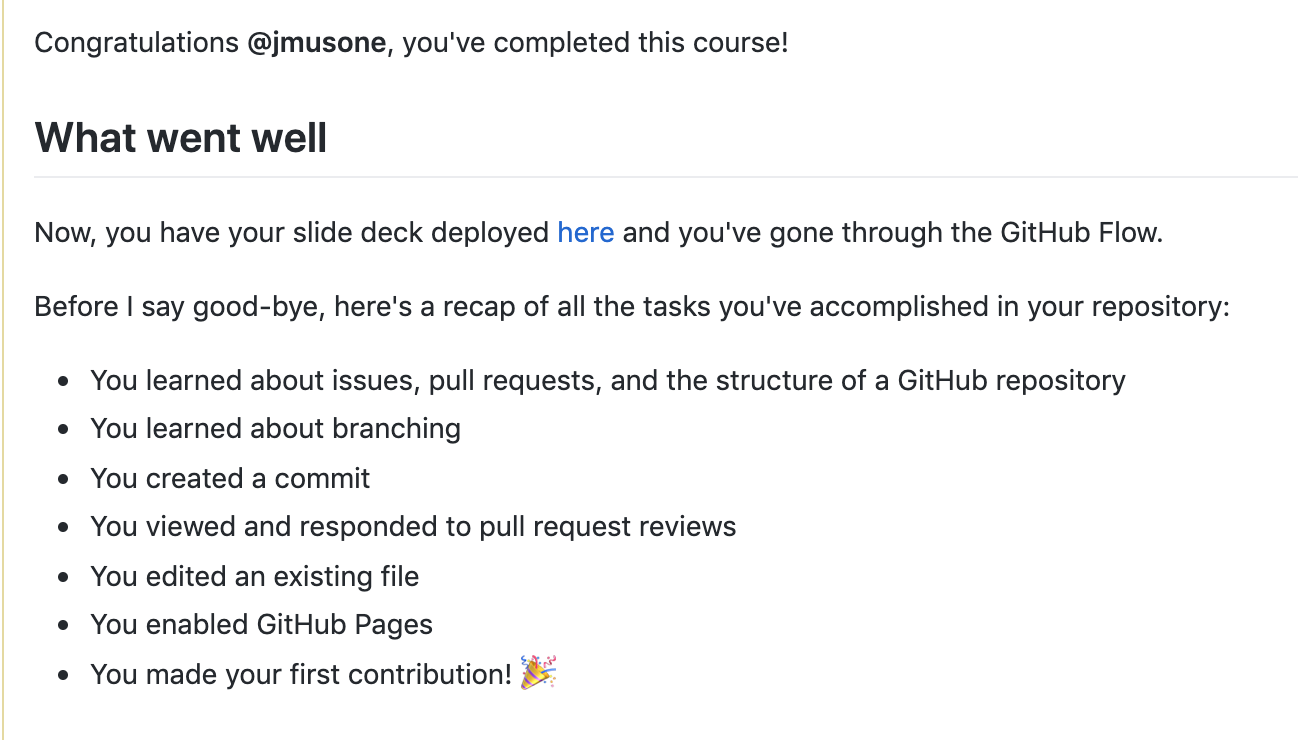 Congratulations @jmusone, you've completed this course!
What went well
Now, you have your slide deck deployed here and you've gone through the GitHub Flow.
Before I say good-bye, here's a recap of all the tasks you've accomplished in your repository:
• You learned about issues, pull requests, and the structure of a GitHub repository
• You learned about branching
• You created a commit
• You viewed and responded to pull request reviews
• You edited an existing file
• You enabled GitHub Pages
• You made your first contribution! 🎉